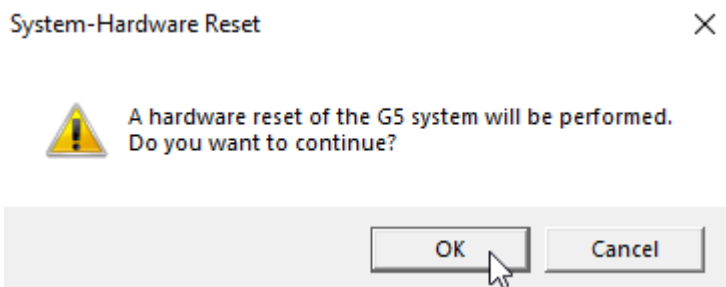 System-Hardware Reset
A hardware reset of the G5 system will be performed.
Do you want to continue?
OK
Cancel